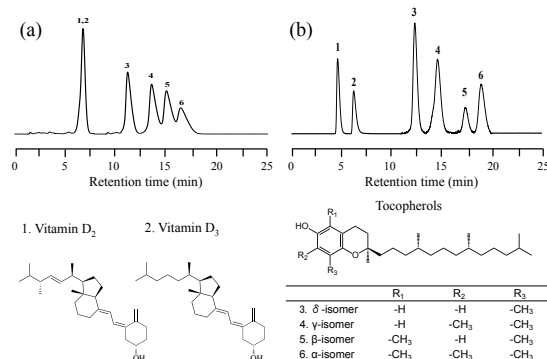 (a)
1,2
3
4
5
6
0 5 10 15 20 25
Retention time (min)
(b)
1
2
3
4
5
6
0 5 10 15 20 25
Retention time (min)
1. Vitamin D2
2. Vitamin D3
OH
OH
Tocopherols
R1
HO
R2
O
R3
R1 R2 R3
3. δ-isomer -H -H -CH3
4. γ-isomer -H -CH3 -CH3
5. β-isomer -CH3 -H -CH3
6. α-isomer -CH3 -CH3 -CH3